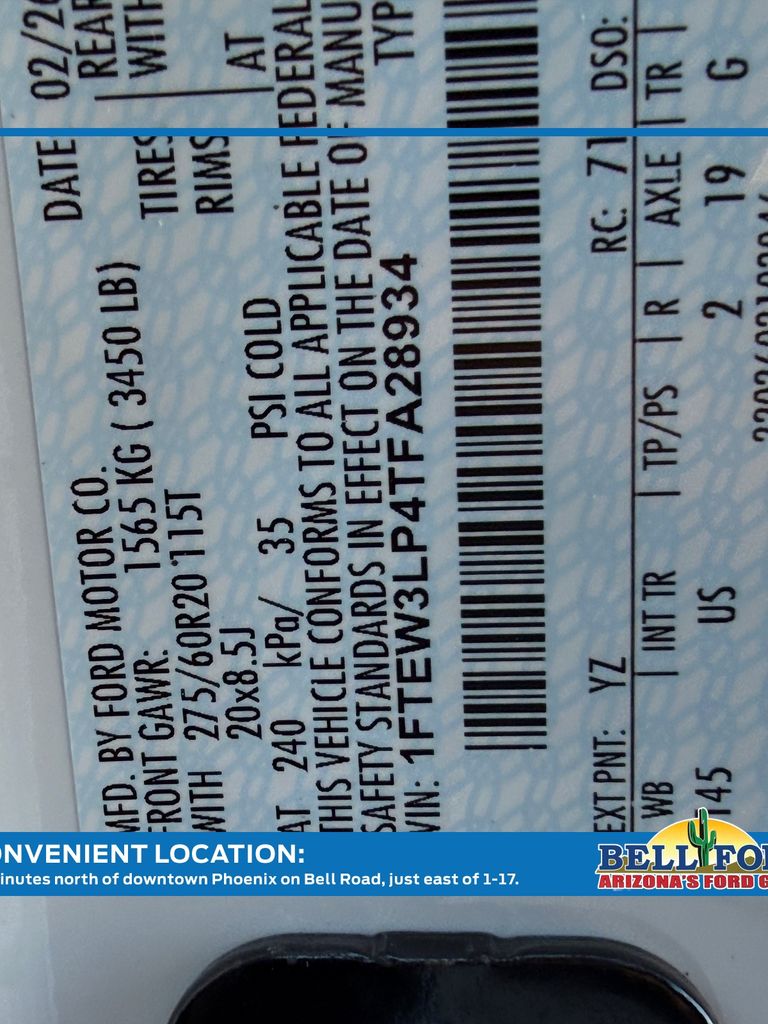 MFD. BY FORD MOTOR CO.
DATE 02/26
FRONT GAWR: 1565 KG ( 3450 LB)
REAR
WITH 275/60R20 115T
TIRES WITH
20x8.5J
RIMS
AT 240 kPa/ 35 PSI COLD
AT
THIS VEHICLE CONFORMS TO ALL APPLICABLE FEDERAL
SAFETY STANDARDS IN EFFECT ON THE DATE OF MANU
VIN: 1FTEW3LP4TFA28934
TYP
EXT PNT: YZ RC: 71 DSO:
WB | INT TR | TP/PS | R | AXLE | TR |
145 US 2 19 G
ONVENIENT LOCATION:
inutes north of downtown Phoenix on Bell Road, just east of 1-17.
BELL FO
ARIZONA'S FORD G